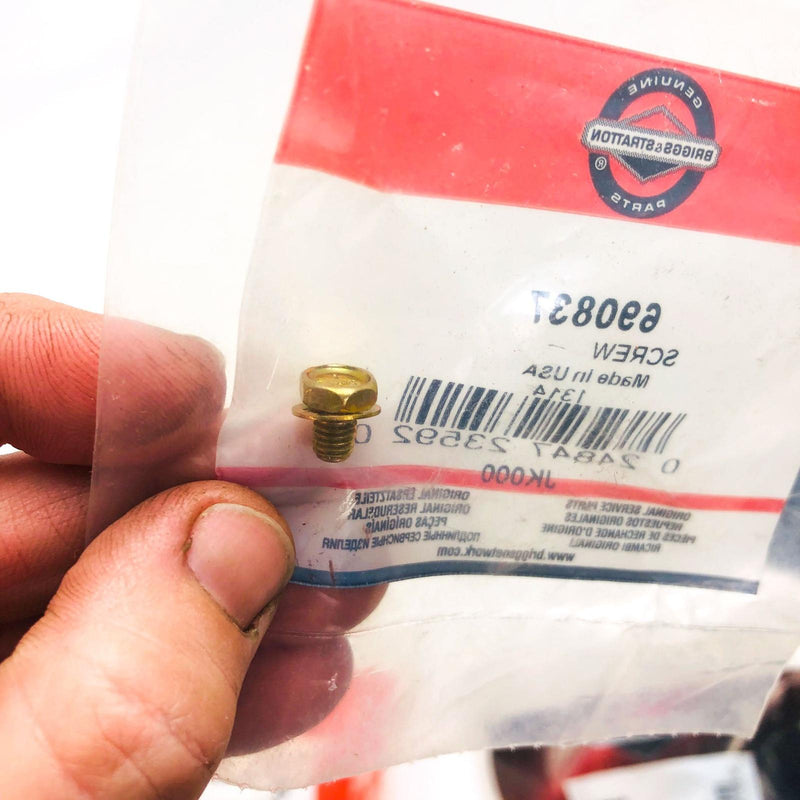 GENUINE
BRIGGS & STRATTON
®
PARTS
690837
SCREW
Made in USA
1314
0 24847 23592 0
JK000
ORIGINAL SERVICE PARTS
REPUESTOS ORIGINALES
PIÈCES DE RECHANGE D'ORIGINE
RICAMBI ORIGINALI
ORIGINAL ERSATZTEILE
ORIGINAL RESERVDELAR
PEÇAS ORIGINAIS
ПОДЛИННЫЕ СЕРВИСНЫЕ ИЗДЕЛИЯ
www.briggsnetwork.com